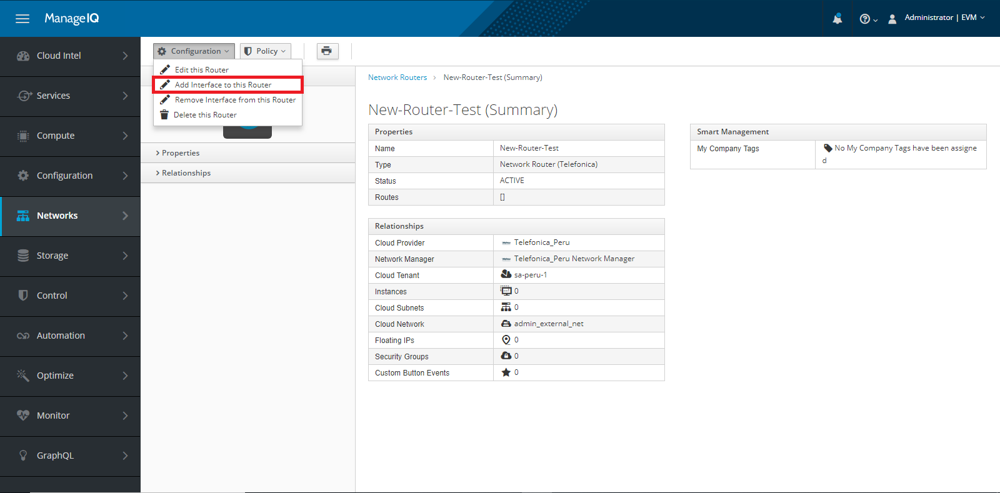 ManageIQ
Administrator | EVM
Cloud Intel
Services
Compute
Configuration
Networks
Storage
Control
Automation
Optimize
Monitor
GraphQL
Configuration
Policy
Edit this Router
Add Interface to this Router
Remove Interface from this Router
Delete this Router
Properties
Relationships
Network Routers > New-Router-Test (Summary)
New-Router-Test (Summary)
Properties
Name New-Router-Test
Type Network Router (Telefonica)
Status ACTIVE
Routes []
Relationships
Cloud Provider Telefonica_Peru
Network Manager Telefonica_Peru Network Manager
Cloud Tenant sa-peru-1
Instances 0
Cloud Subnets 0
Cloud Network admin_external_net
Floating IPs 0
Security Groups 0
Custom Button Events 0
Smart Management
My Company Tags No My Company Tags have been assigne
d